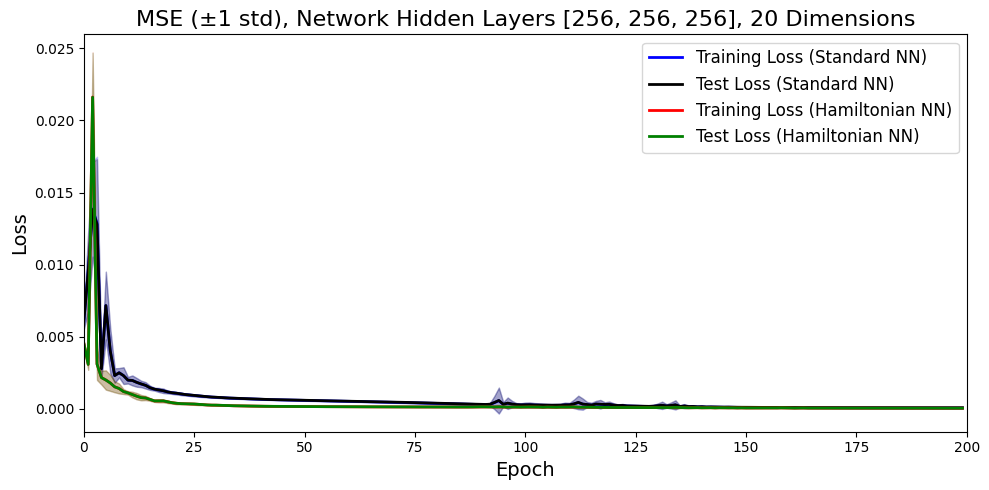 MSE (±1 std), Network Hidden Layers [256, 256, 256], 20 Dimensions
Training Loss (Standard NN)
Test Loss (Standard NN)
Training Loss (Hamiltonian NN)
Test Loss (Hamiltonian NN)
Loss
0.025
0.020
0.015
0.010
0.005
0.000
0 25 50 75 100 125 150 175 200
Epoch